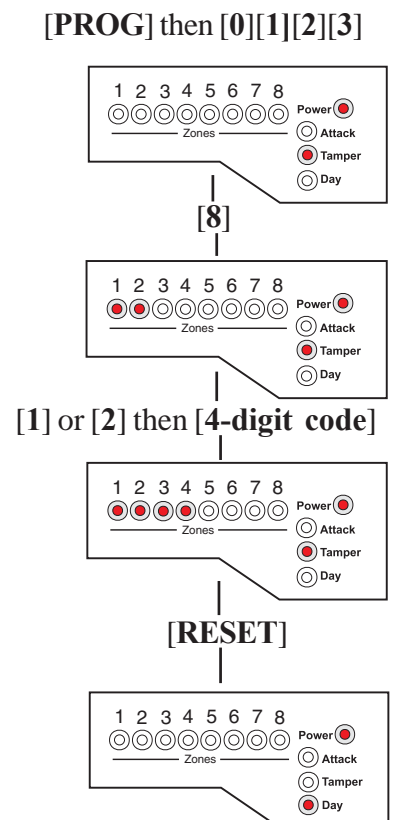 [PROG] then [0][1][2][3]
1 2 3 4 5 6 7 8
Power
Attack
Zones
Tamper
Day
[8]
1 2 3 4 5 6 7 8
Power
Attack
Zones
Tamper
Day
[1] or [2] then [4-digit code]
1 2 3 4 5 6 7 8
Power
Attack
Zones
Tamper
Day
[RESET]
1 2 3 4 5 6 7 8
Power
Attack
Zones
Tamper
Day